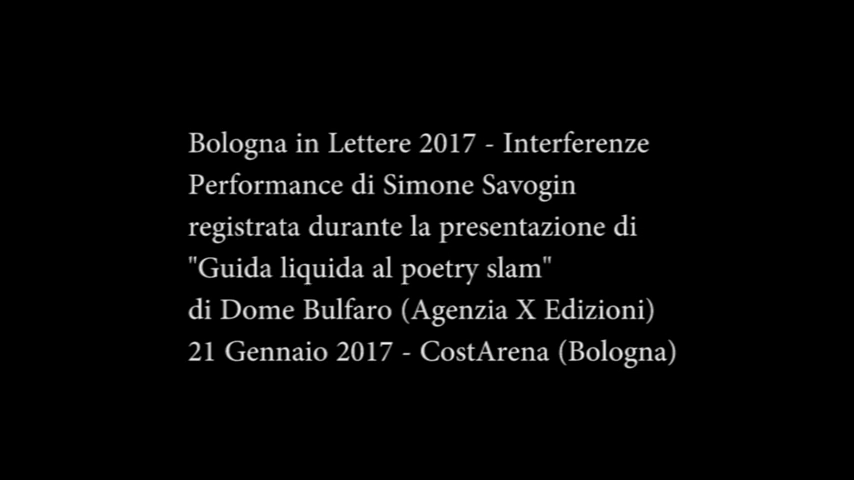 Bologna in Lettere 2017 - Interferenze
Performance di Simone Savogin
registrata durante la presentazione di
"Guida liquida al poetry slam"
di Dome Bulfaro (Agenzia X Edizioni)
21 Gennaio 2017 - CostArena (Bologna)